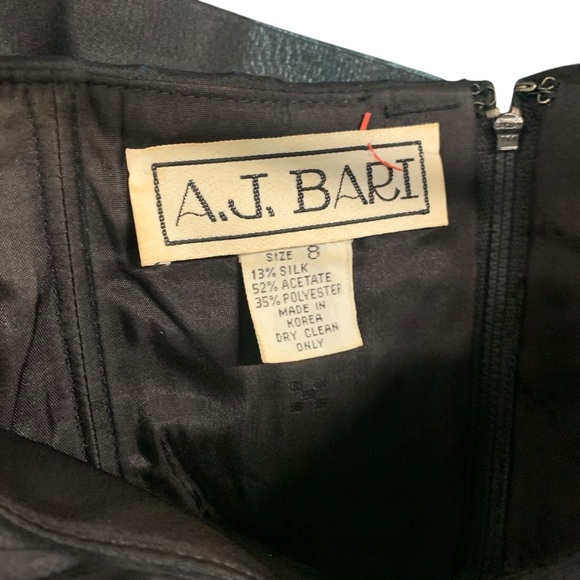 A.J. BARI
SIZE 8
13% SILK
52% ACETATE
35% POLYESTER
MADE IN
KOREA
DRY CLEAN
ONLY